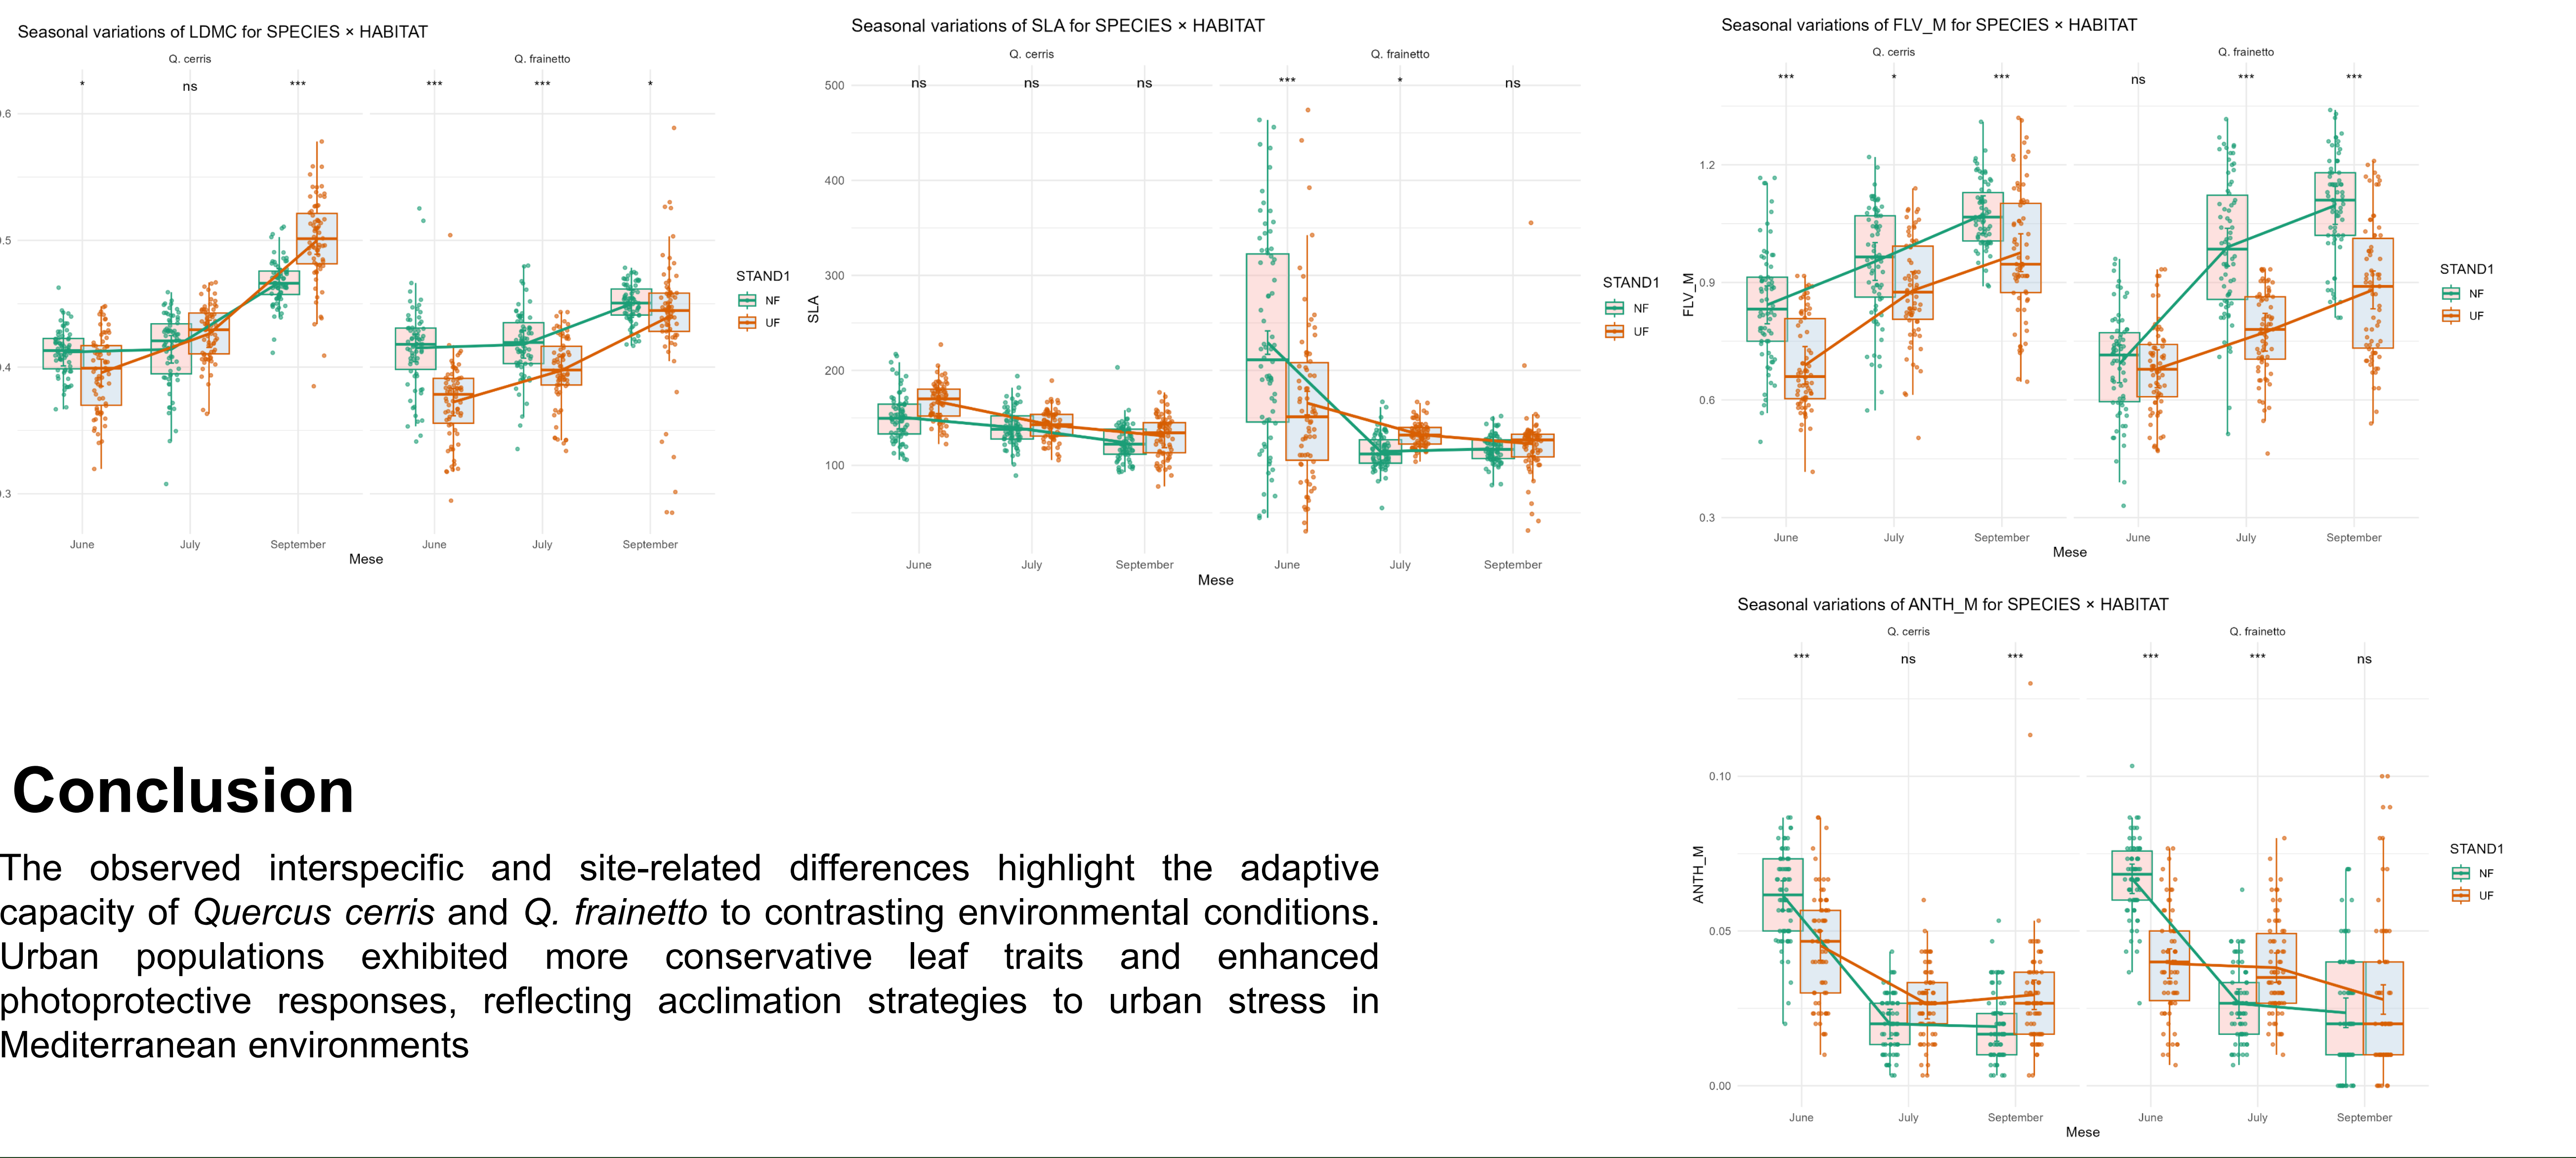 Seasonal variations of LDMC for SPECIES × HABITAT
Q. cerris
Q. frainetto
* ns *** *** *** *
0.5
0.4
0.3
June July September June July September
Mese
STAND1
NF
UF
Seasonal variations of SLA for SPECIES × HABITAT
Q. cerris
Q. frainetto
ns ns ns *** * ns
500
400
300
200
100
SLA
June July September June July September
Mese
STAND1
NF
UF
Seasonal variations of FLV_M for SPECIES × HABITAT
Q. cerris
Q. frainetto
*** * *** ns *** ***
1.2
0.9
0.6
0.3
FLV_M
June July September June July September
Mese
STAND1
NF
UF
Seasonal variations of ANTH_M for SPECIES × HABITAT
Q. cerris
Q. frainetto
*** ns *** *** *** ns
0.10
0.05
0.00
ANTH_M
June July September June July September
Mese
STAND1
NF
UF
Conclusion
The observed interspecific and site-related differences highlight the adaptive
capacity of Quercus cerris and Q. frainetto to contrasting environmental conditions.
Urban populations exhibited more conservative leaf traits and enhanced
photoprotective responses, reflecting acclimation strategies to urban stress in
Mediterranean environments